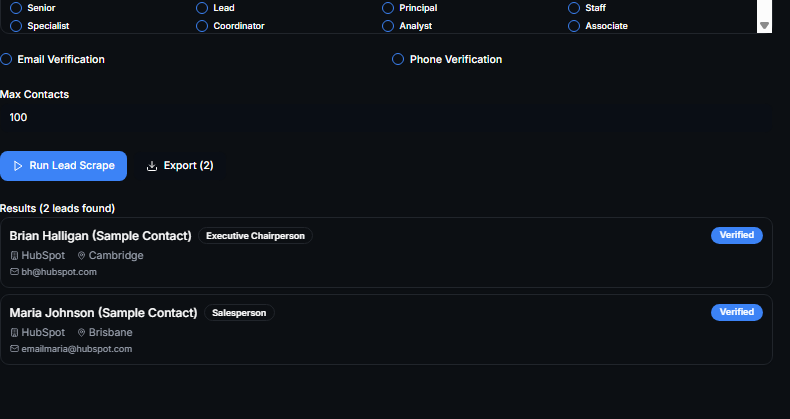 Senior Lead Principal Staff
Specialist Coordinator Analyst Associate
Email Verification Phone Verification
Max Contacts
100
Run Lead Scrape Export (2)
Results (2 leads found)
Brian Halligan (Sample Contact) Executive Chairperson Verified
HubSpot Cambridge
bh@hubspot.com
Maria Johnson (Sample Contact) Salesperson Verified
HubSpot Brisbane
emailmaria@hubspot.com